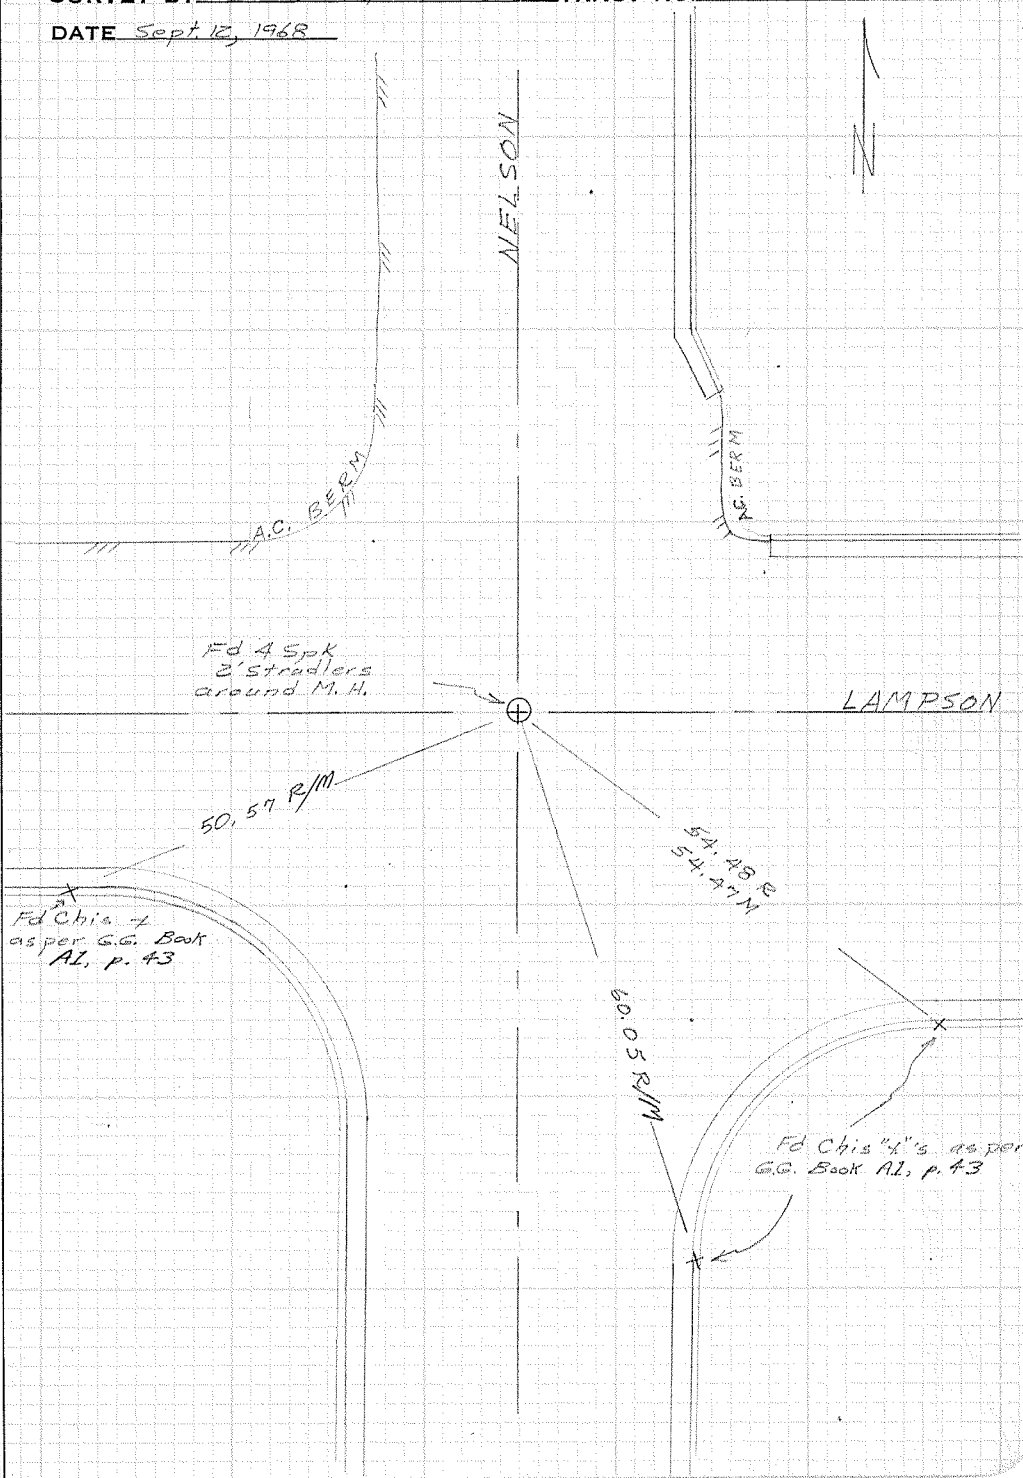 DATE Sept. 12, 1968
NELSON
N
A.C. BERM
A.C. BERM
Fd 4 Spk
2' Stradlers
around M. H.
LAMPSON
50.57 R/M
54.48 R
54.47 M
Fd Chis +
as per G.G. Book
A1, p. 43
60.05 R/M
Fd Chis "+"s as per
G.G. Book A1, p. 43